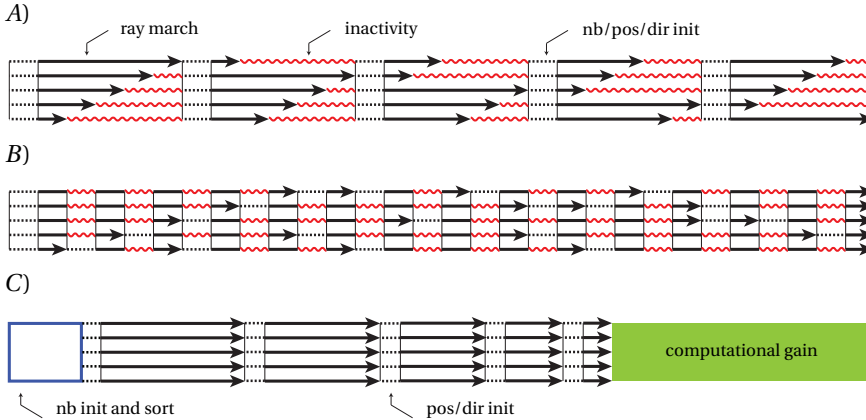 A)
ray march
inactivity
nb/pos/dir init
B)
C)
computational gain
nb init and sort
pos/dir init